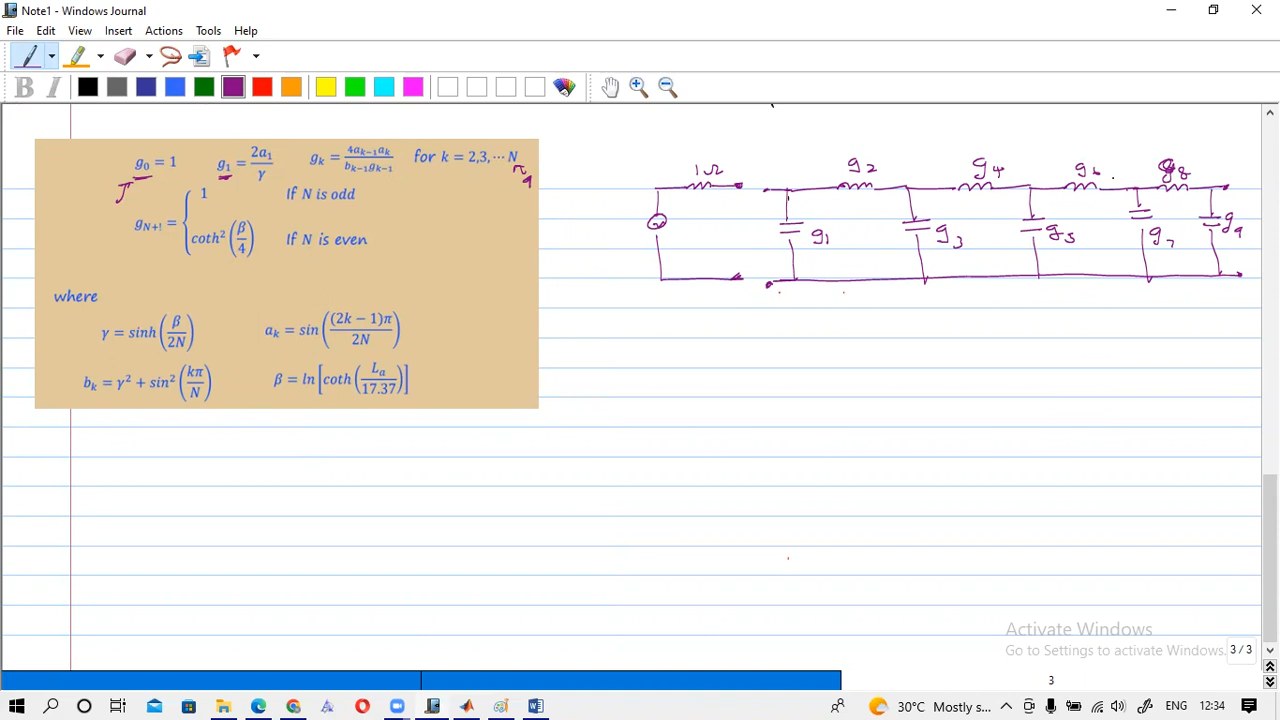 Note1 - Windows Journal
File Edit View Insert Actions Tools Help
B I
g₀ = 1 g₁ = 2a₁/γ gₖ = 4aₖ₋₁aₖ/bₖ₋₁gₖ₋₁ for k = 2,3,⋯ N
9
g_{N+!} = { 1 If N is odd
coth²(β/4) If N is even
where
γ = sinh(β/2N) aₖ = sin((2k − 1)π/2N)
bₖ = γ² + sin²(kπ/N) β = ln[coth(Lₐ/17.37)]
1Ω g2 g4 g6 g8
g1 g3 g5 g7 g9
Activate Windows
Go to Settings to activate Windows.
3 / 3
3
30°C Mostly s... ENG 12:34